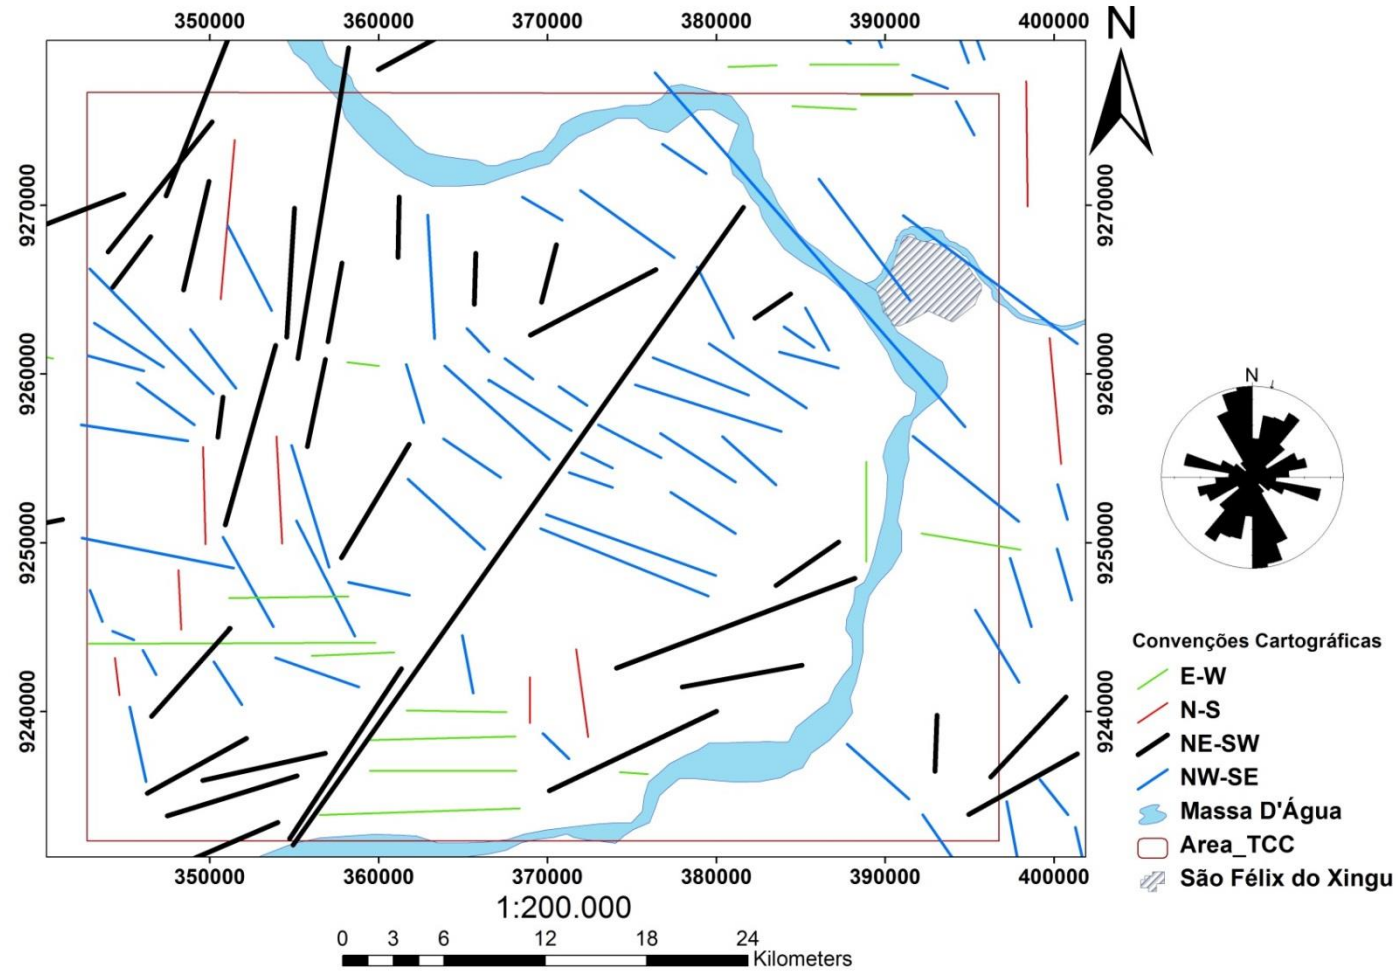 350000 360000 370000 380000 390000 400000
N
9270000 9270000
9260000 9260000
9250000 9250000
9240000 9240000
N
Convenções Cartográficas
E-W
N-S
NE-SW
NW-SE
Massa D'Água
Area_TCC
São Félix do Xingu
350000 360000 370000 380000 390000 400000
1:200.000
0 3 6 12 18 24
Kilometers